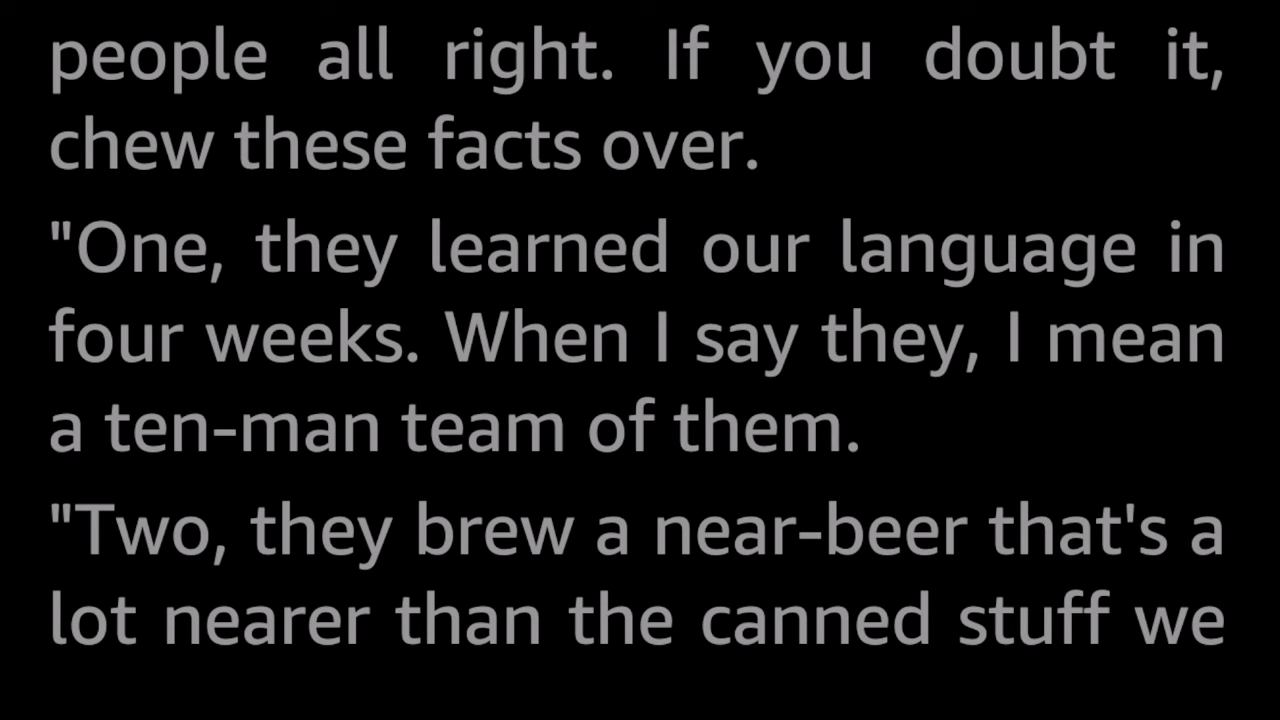 people all right. If you doubt it,
chew these facts over.
"One, they learned our language in
four weeks. When I say they, I mean
a ten-man team of them.
"Two, they brew a near-beer that's a
lot nearer than the canned stuff we